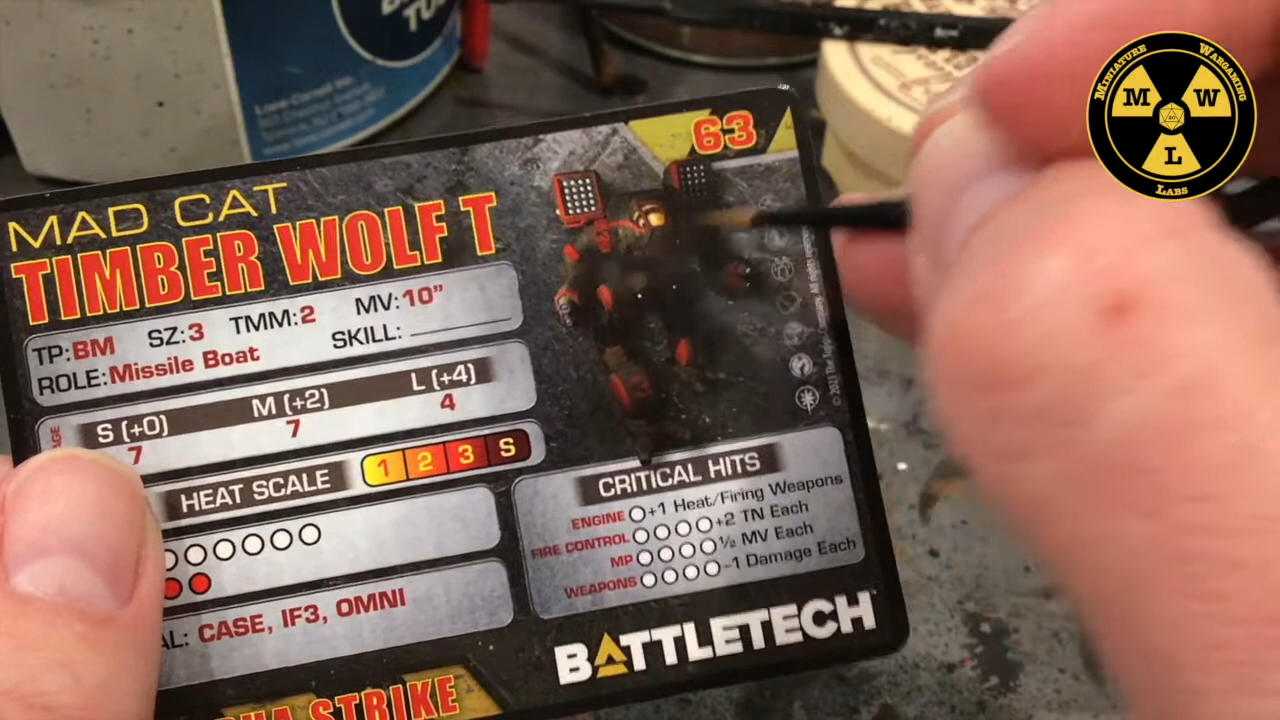 MINIATURE WARGAMING
M W
L
LABS
63
MAD CAT
TIMBER WOLF T
TP:BM SZ:3 TMM:2 MV:10"
ROLE:Missile Boat SKILL:
S (+0) M (+2) L (+4)
7 7 4
HEAT SCALE 1 2 3 S
CRITICAL HITS
ENGINE +1 Heat/Firing Weapons
FIRE CONTROL +2 TN Each
MP ½ MV Each
WEAPONS -1 Damage Each
AL: CASE, IF3, OMNI
BATTLETECH
STRIKE